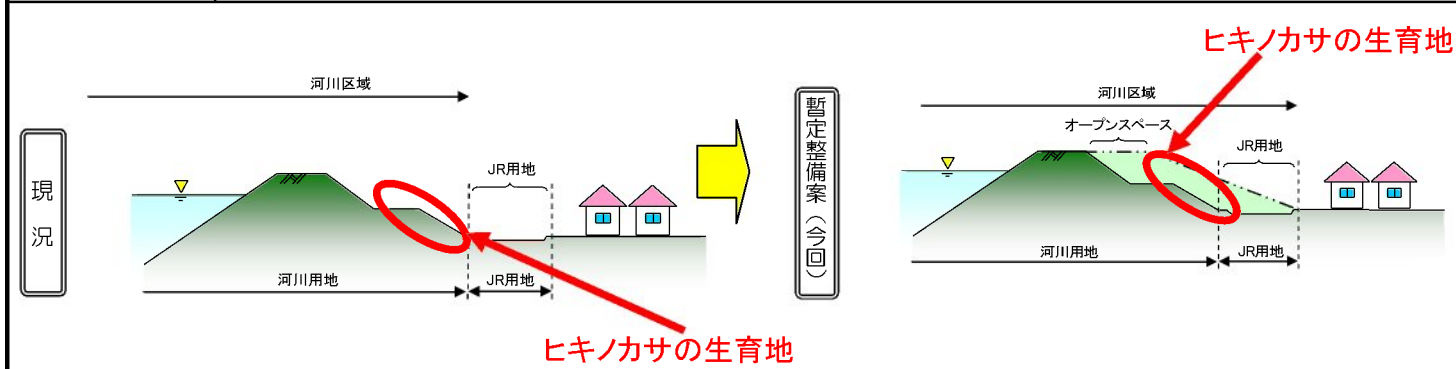 現況
河川区域
JR用地
河川用地
JR用地
ヒキノカサの生育地
暫定整備案(今回)
ヒキノカサの生育地
河川区域
オープンスペース
JR用地
河川用地
JR用地